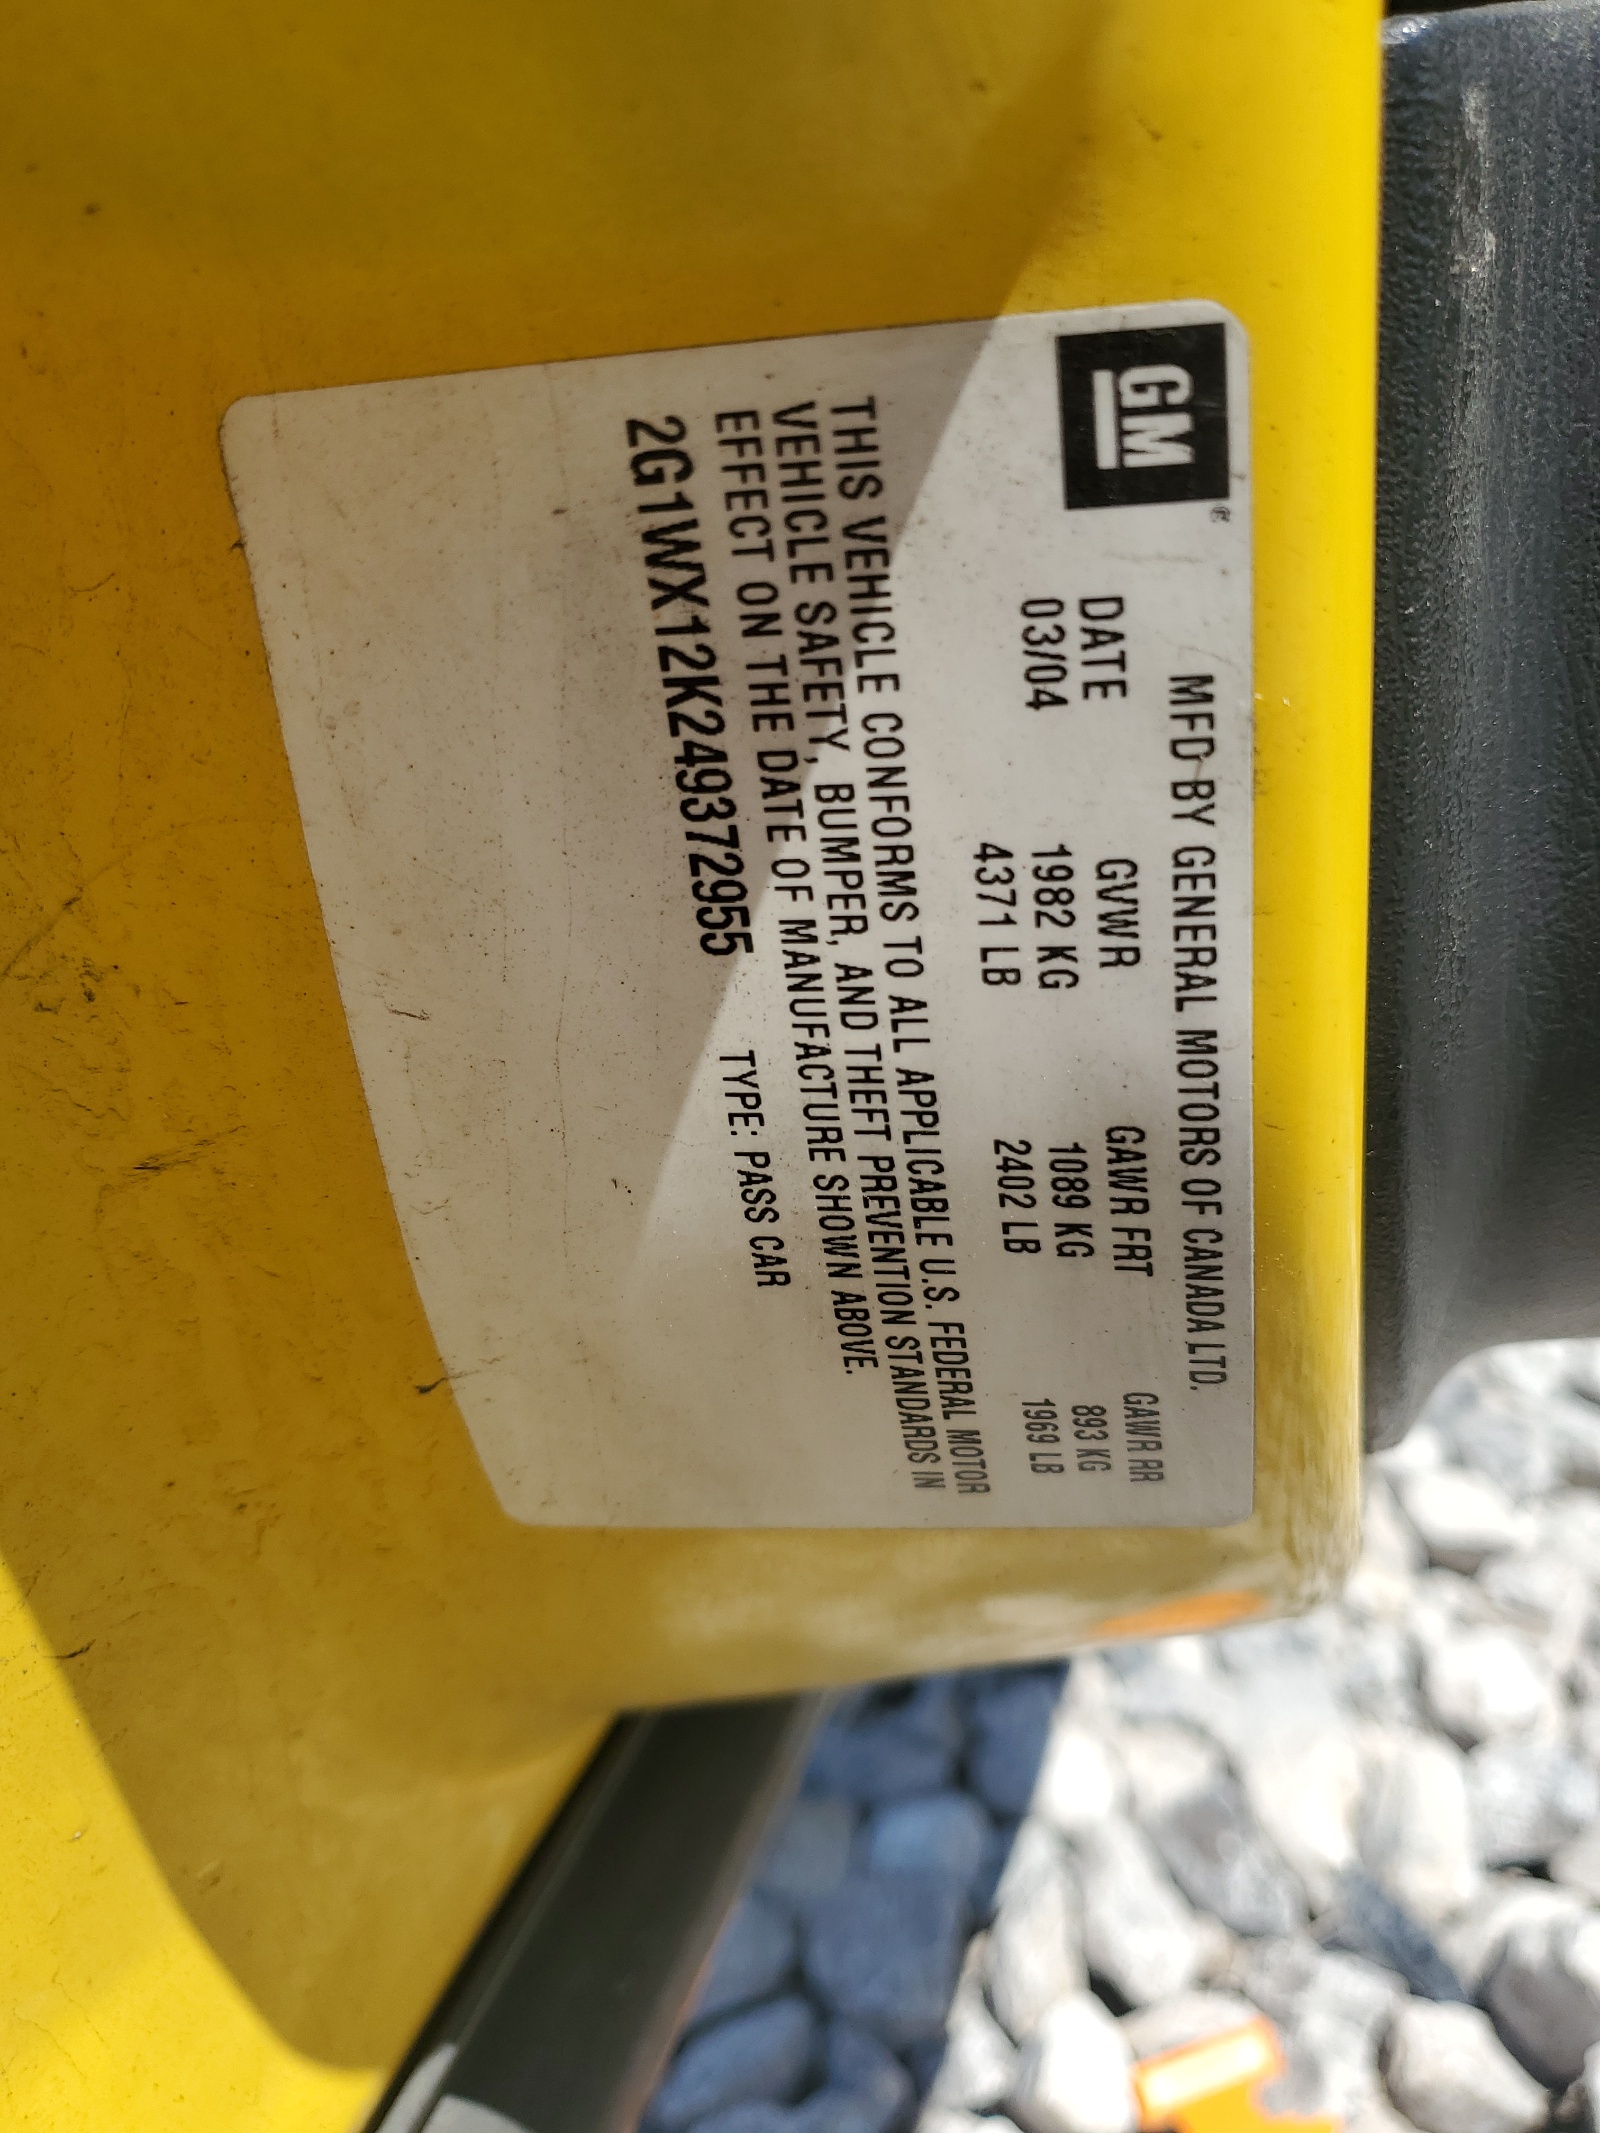 GM®
MFD BY GENERAL MOTORS OF CANADA LTD.
DATE GVWR GAWR FRT GAWR RR
03/04 1982 KG 1089 KG 893 KG
4371 LB 2402 LB 1969 LB
THIS VEHICLE CONFORMS TO ALL APPLICABLE U.S. FEDERAL MOTOR
VEHICLE SAFETY, BUMPER, AND THEFT PREVENTION STANDARDS IN
EFFECT ON THE DATE OF MANUFACTURE SHOWN ABOVE.
2G1WX12K249372955 TYPE: PASS CAR